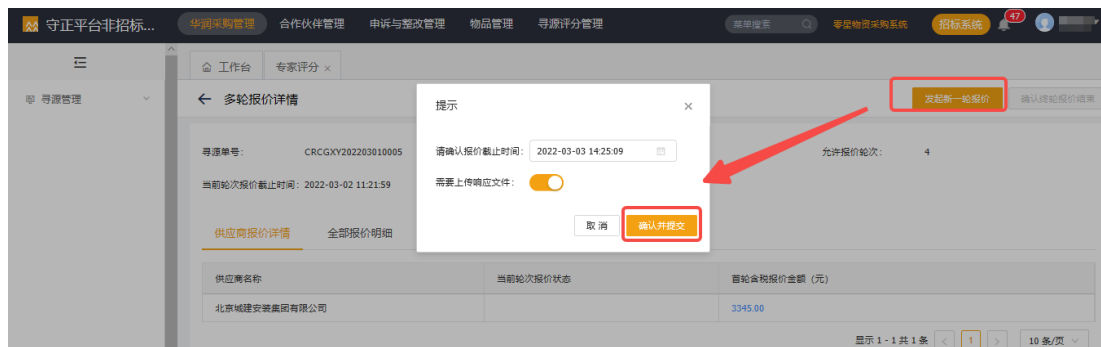 守正平台非招标... 华润采购管理 合作伙伴管理 申诉与整改管理 物品管理 寻源评分管理 菜单搜索 零星物资采购系统 招标系统 47
工作台 专家评分 ×
寻源管理
← 多轮报价详情 发起新一轮报价 确认终轮报价结果
提示 ×
请确认报价截止时间: 2022-03-03 14:25:09
需要上传响应文件:
取 消 确认并提交
寻源单号: CRCGXY202203010005 允许报价轮次: 4
当前轮次报价截止时间: 2022-03-02 11:21:59
供应商报价详情 全部报价明细
供应商名称 当前轮次报价状态 首轮含税报价金额(元)
北京城建安装集团有限公司 3345.00
显示 1 - 1 共 1 条 < 1 > 10 条/页